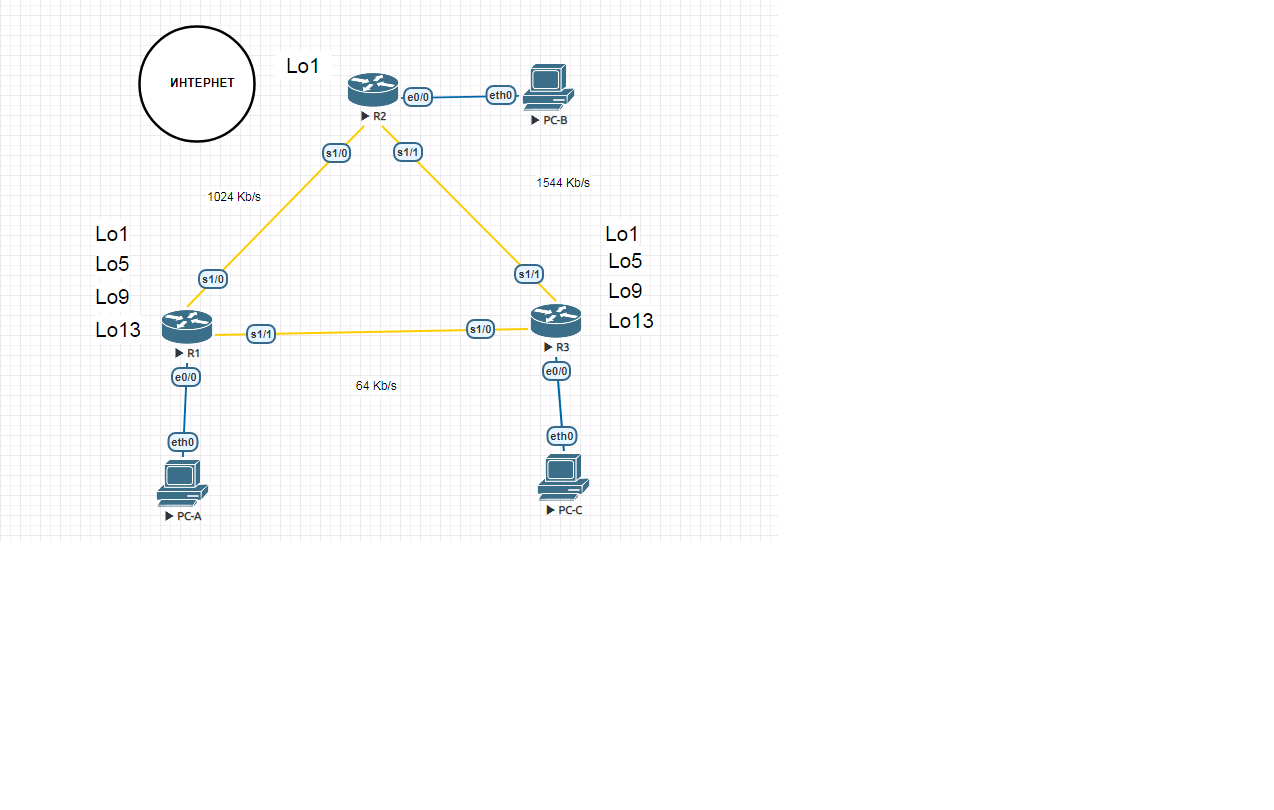 ИНТЕРНЕТ
Lo1
R2
e0/0
eth0
PC-B
s1/0
s1/1
1024 Kb/s
1544 Kb/s
Lo1
Lo5
Lo9
Lo13
Lo1
Lo5
Lo9
Lo13
s1/0
s1/1
R1
s1/1
s1/0
R3
e0/0
e0/0
64 Kb/s
eth0
eth0
PC-A
PC-C